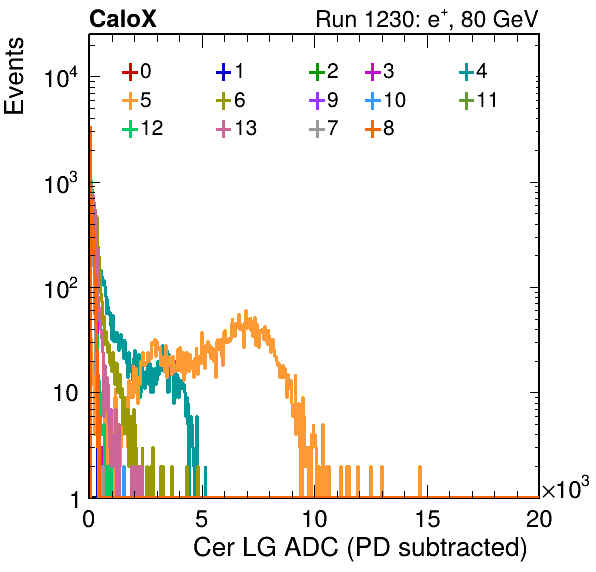 CaloX Run 1230: e⁺, 80 GeV
Events
0 1 2 3 4
5 6 9 10 11
12 13 7 8
10⁴
10³
10²
10
1
0 5 10 15 20 ×10³
Cer LG ADC (PD subtracted)